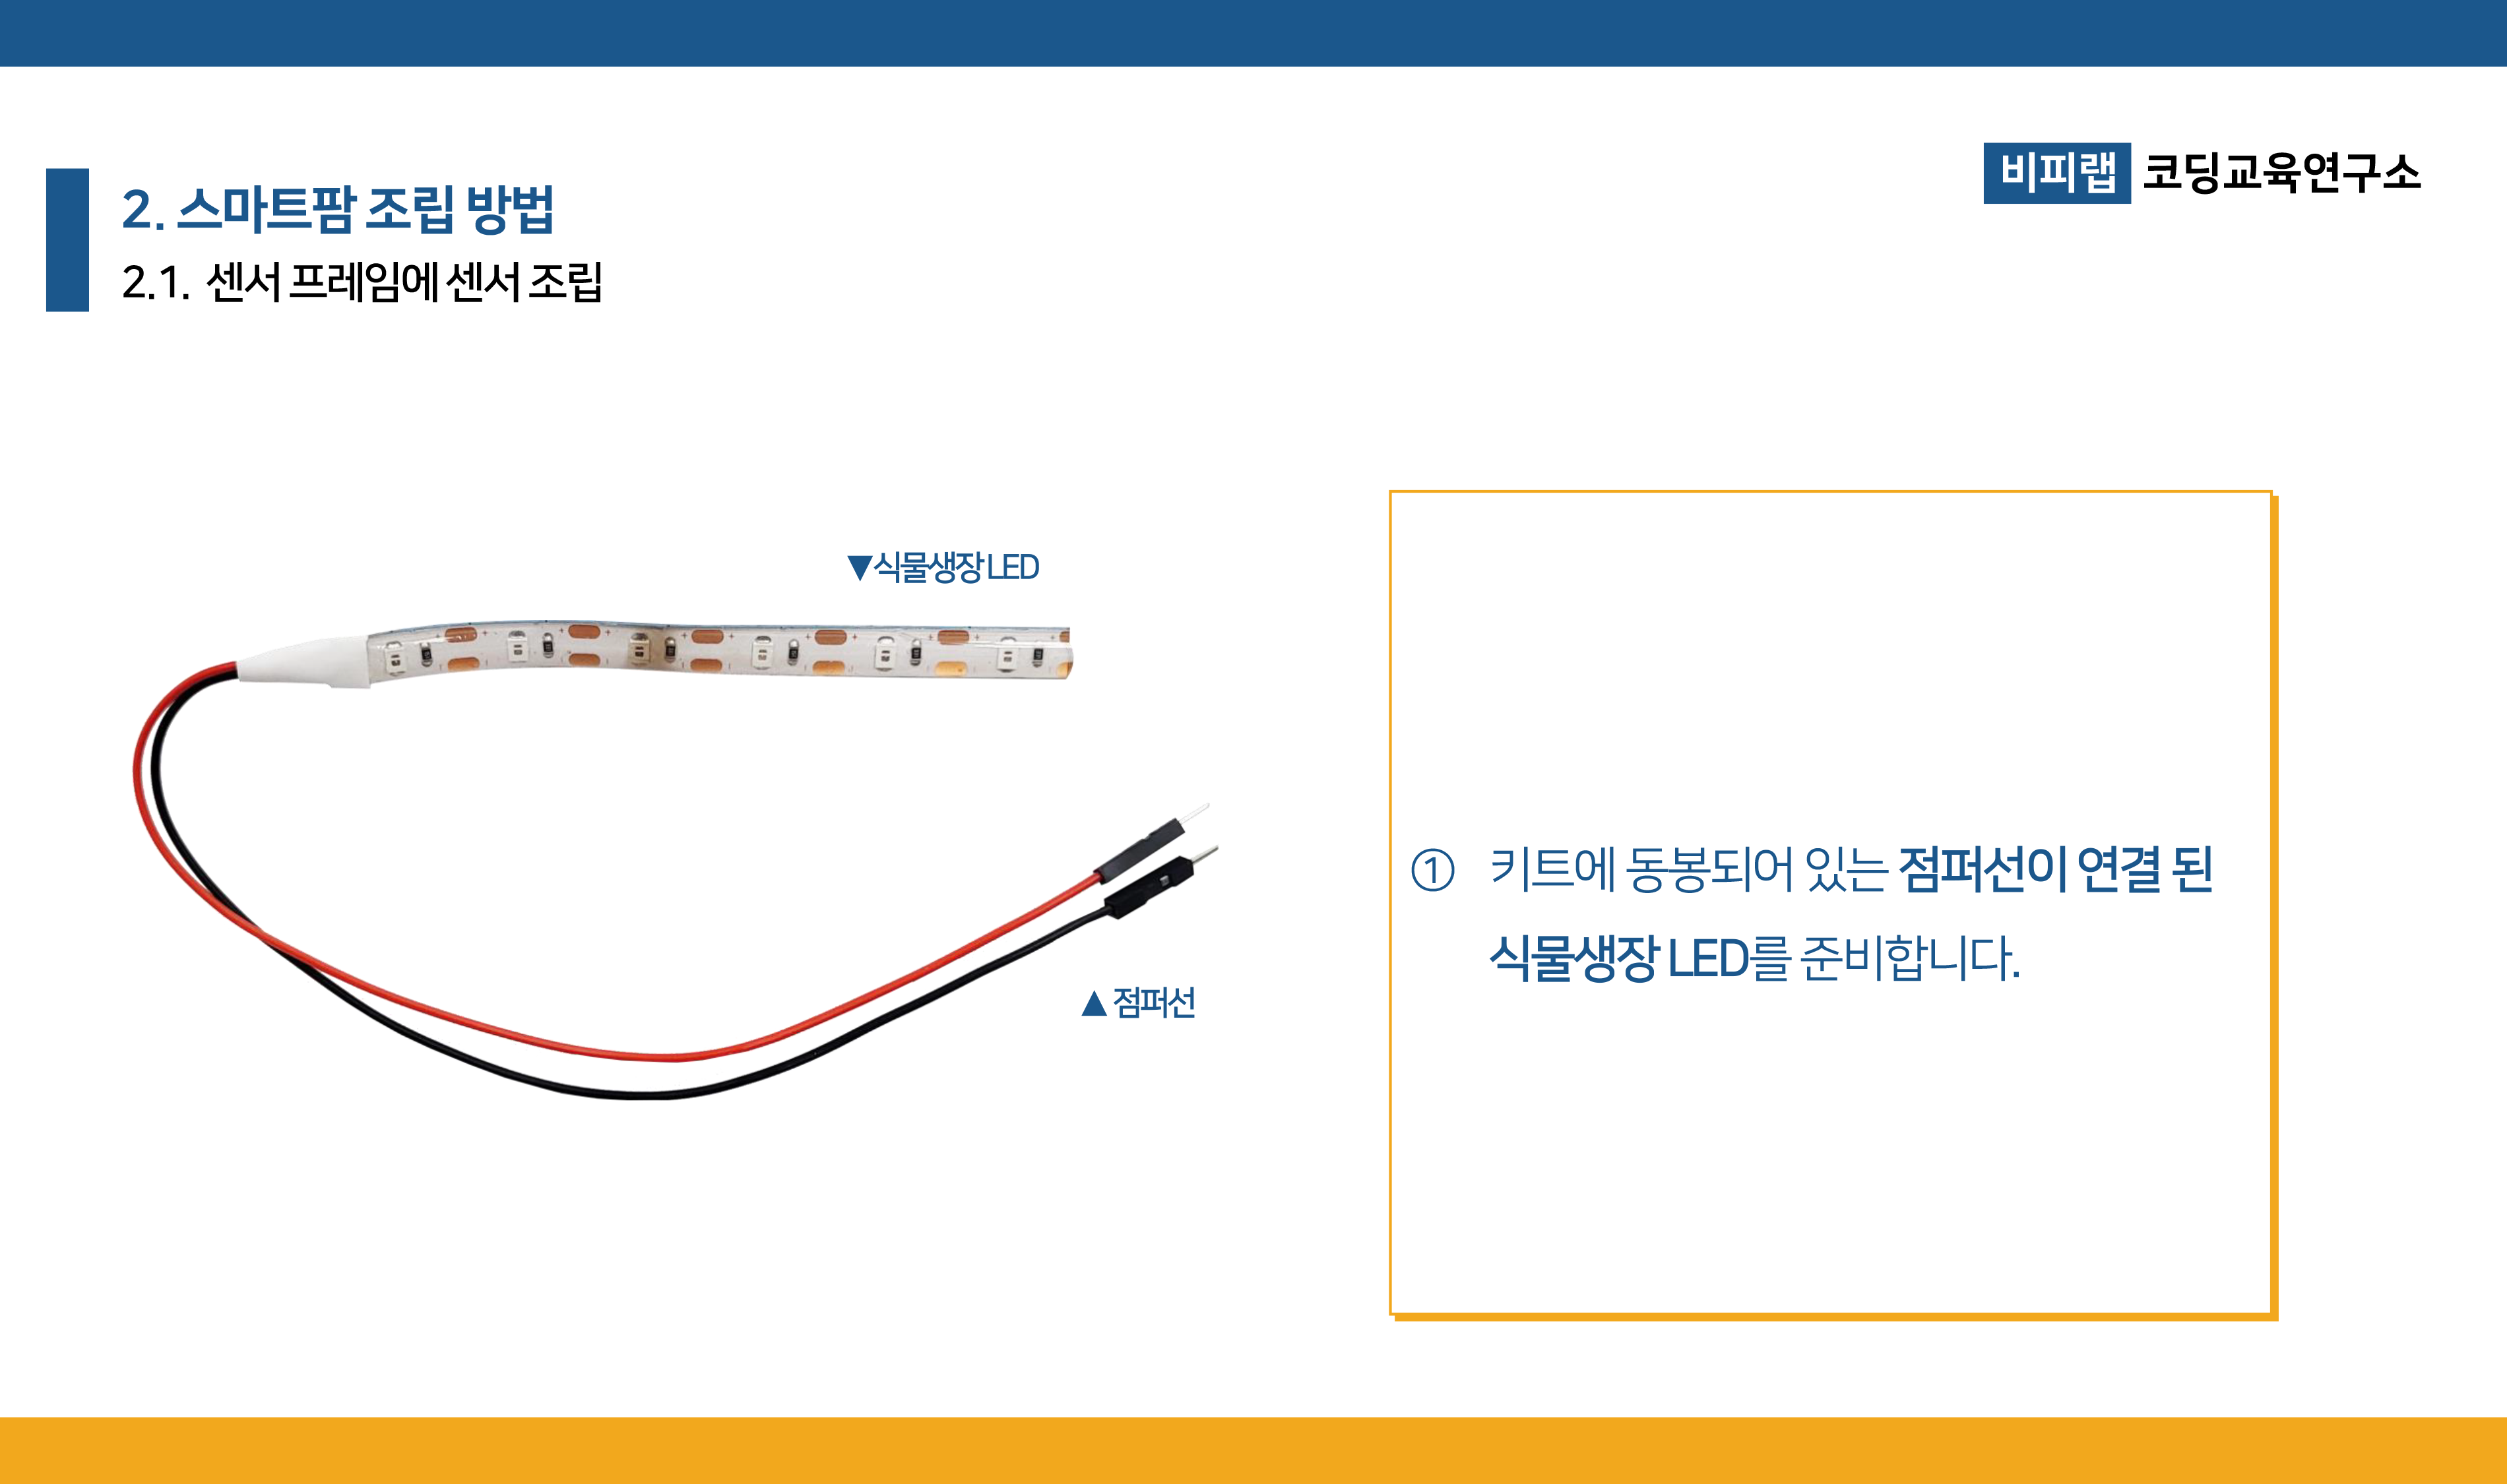 비피랩 코딩교육연구소
2. 스마트팜 조립 방법
2.1. 센서 프레임에 센서 조립
▼식물생장 LED
▲ 점퍼선
① 키트에 동봉되어 있는 점퍼선이 연결 된
식물생장 LED를 준비합니다.